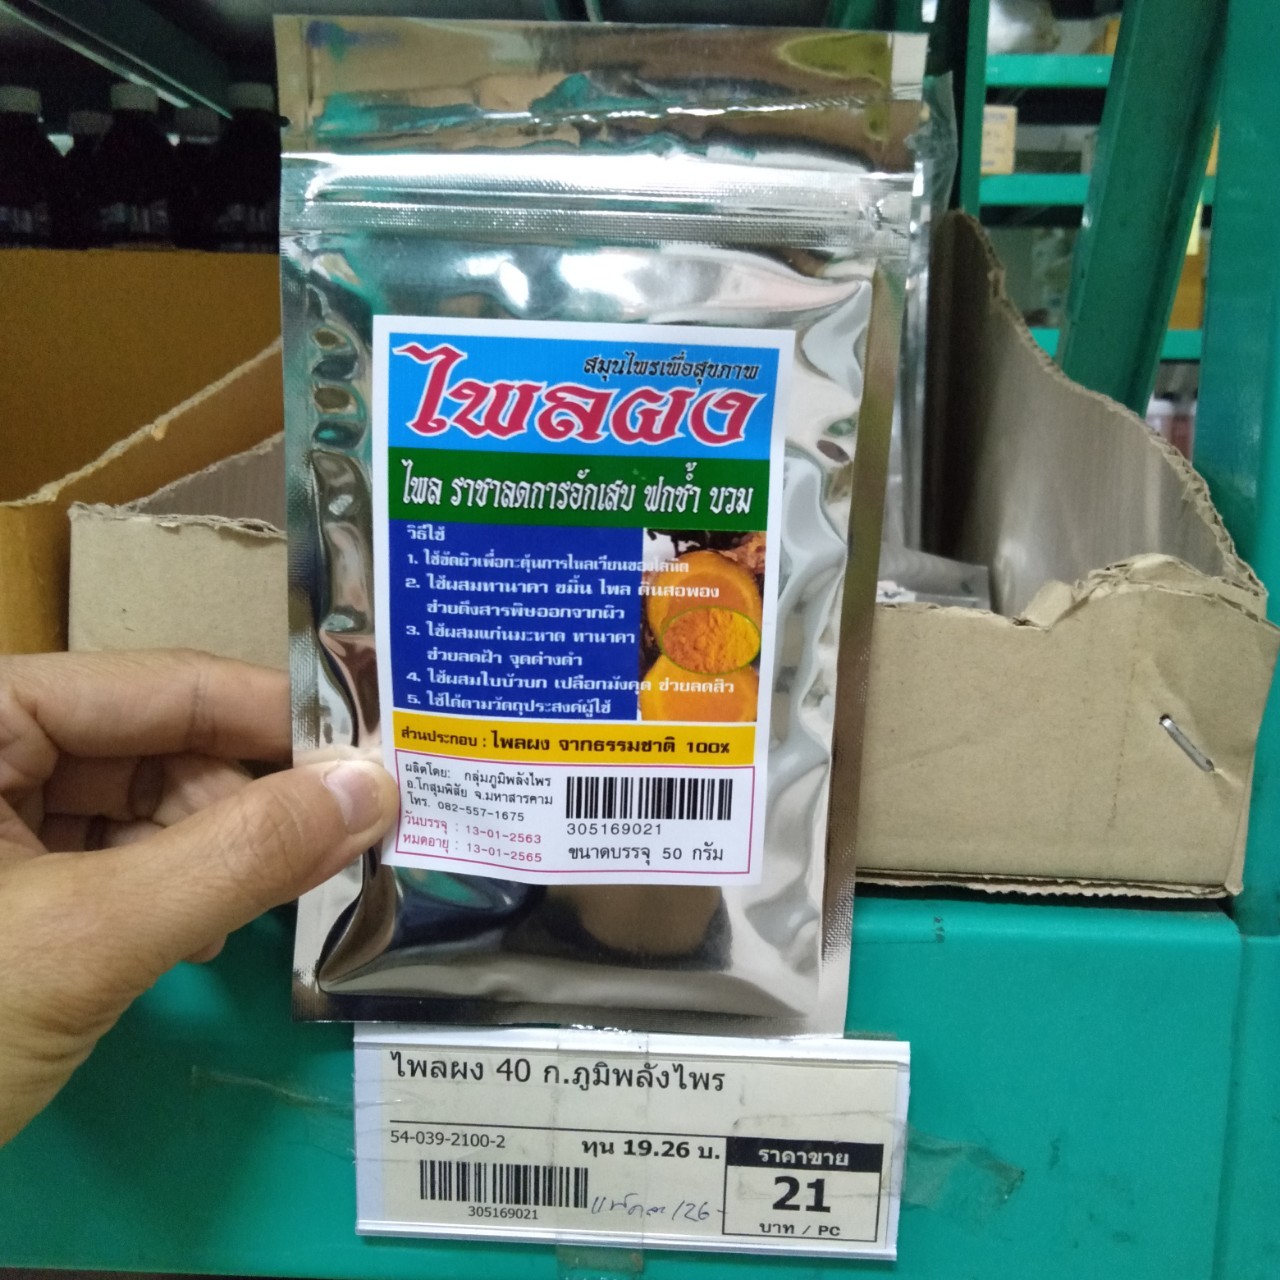 สมุนไพรเพื่อสุขภาพ
ไพลผง
ไพล ราชาลดการอักเสบ ฟกช้ำ บวม
วิธีใช้
1. ใช้ขัดผิวเพื่อกะตุ้นการไหลเวียนของโลหิต
2. ใช้ผสมทานาคา ขมิ้น ไพล ดินสอพอง
ช่วยดึงสารพิษออกจากผิว
3. ใช้ผสมแก่นมะหาด ทานาคา
ช่วยลดฝ้า จุดด่างดำ
4. ใช้ผสมใบบัวบก เปลือกมังคุด ช่วยลดสิว
5. ใช้ได้ตามวัตถุประสงค์ผู้ใช้
ส่วนประกอบ : ไพลผง จากธรรมชาติ 100%
ผลิตโดย: กลุ่มภูมิพลังไพร
อ.โกสุมพิสัย จ.มหาสารคาม
โทร. 082-557-1675
วันบรรจุ : 13-01-2563
หมดอายุ : 13-01-2565
305169021
ขนาดบรรจุ 50 กรัม
ไพลผง 40 ก.ภูมิพลังไพร
54-039-2100-2
ทุน 19.26 บ.
ราคาขาย
21
บาท / PC
305169021
126-